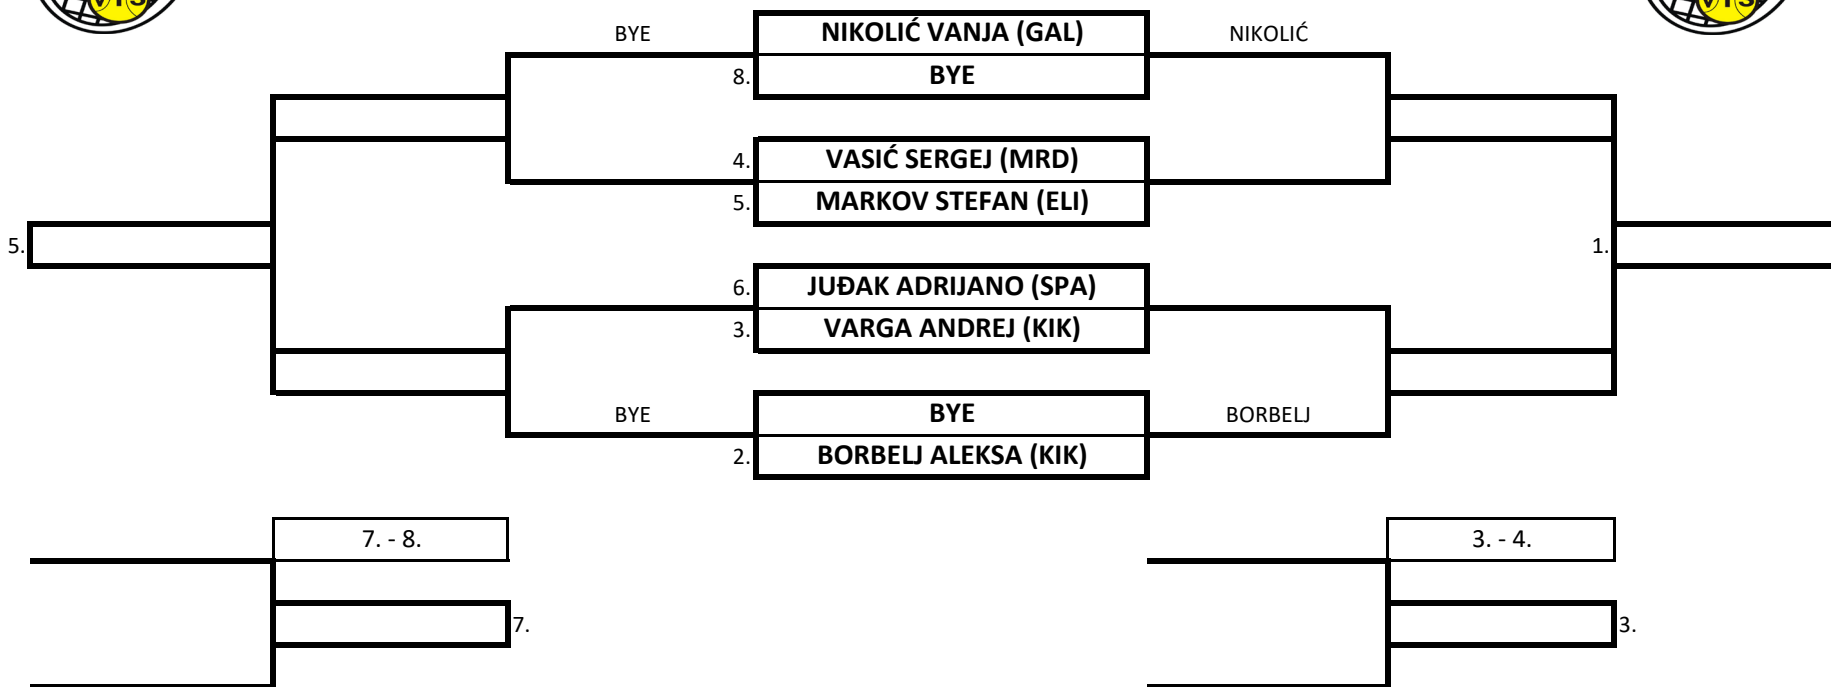 VTS
VTS
BYE
NIKOLIĆ VANJA (GAL)
NIKOLIĆ
8.
BYE
4.
VASIĆ SERGEJ (MRD)
5.
MARKOV STEFAN (ELI)
5.
1.
6.
JUĐAK ADRIJANO (SPA)
3.
VARGA ANDREJ (KIK)
BYE
BYE
BORBELJ
2.
BORBELJ ALEKSA (KIK)
7. - 8.
3. - 4.
7.
3.